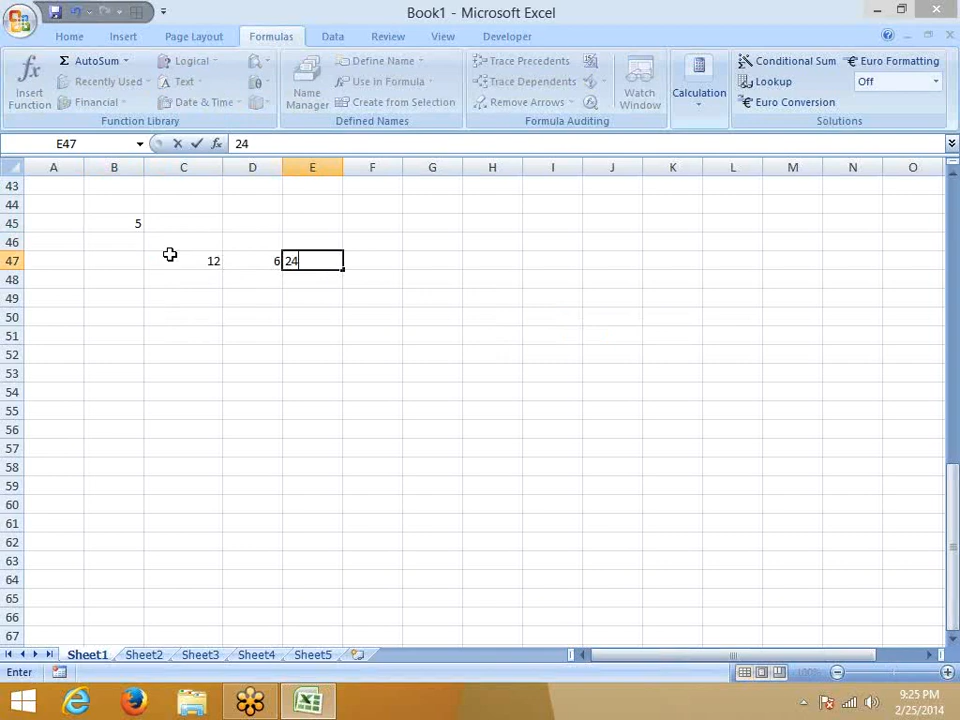 Book1 - Microsoft Excel
Home Insert Page Layout Formulas Data Review View Developer
fx Insert Function
Σ AutoSum
Recently Used
Financial
Logical
Text
Date & Time
Function Library
Name Manager
Define Name
Use in Formula
Create from Selection
Defined Names
Trace Precedents
Trace Dependents
Remove Arrows
Watch Window
Formula Auditing
Calculation
Conditional Sum
Lookup
Euro Conversion
€ Euro Formatting
Off
Solutions
E47 fx 24
A B C D E F G H I J K L M N O
43
44
45 5
46
47 12 6 24
48
49
50
51
52
53
54
55
56
57
58
59
60
61
62
63
64
65
66
67
Sheet1 Sheet2 Sheet3 Sheet4 Sheet5
Enter 100%
9:25 PM
2/25/2014